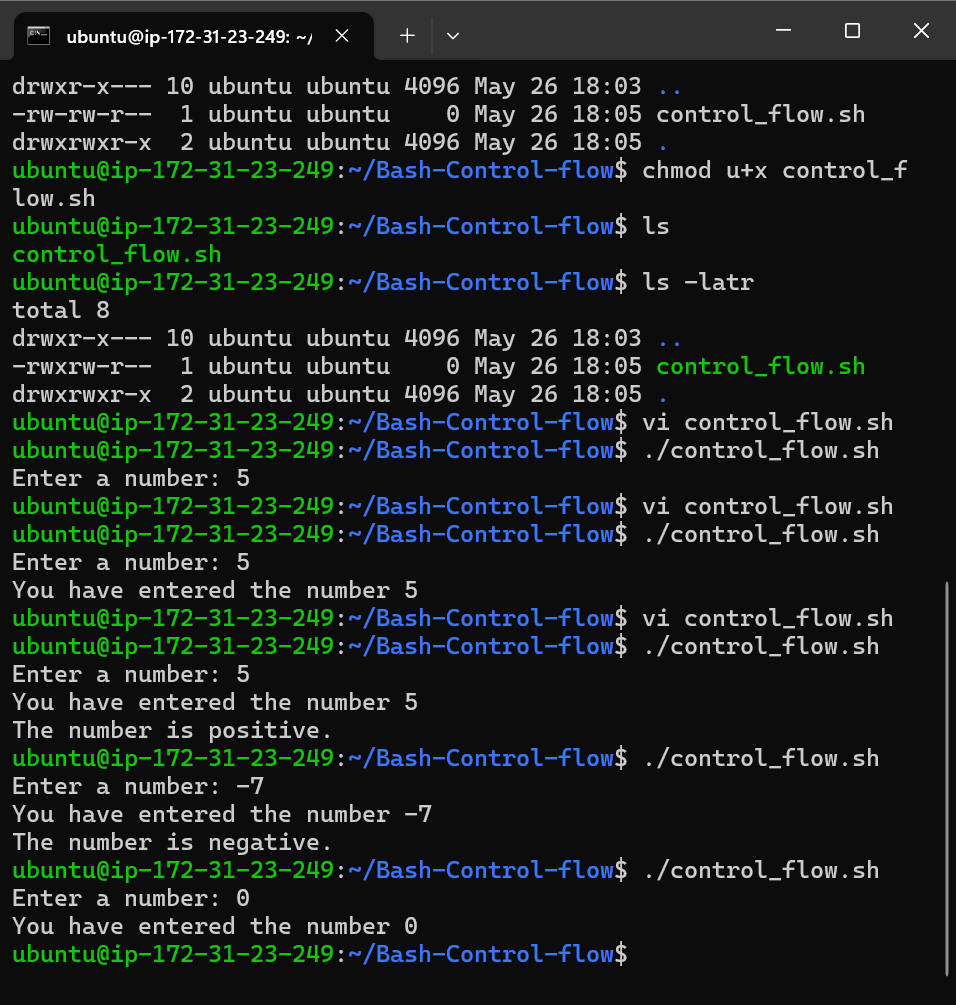 ubuntu@ip-172-31-23-249: ~/
drwxr-x--- 10 ubuntu ubuntu 4096 May 26 18:03 ..
-rw-rw-r--  1 ubuntu ubuntu    0 May 26 18:05 control_flow.sh
drwxrwxr-x  2 ubuntu ubuntu 4096 May 26 18:05 .
ubuntu@ip-172-31-23-249:~/Bash-Control-flow$ chmod u+x control_f
low.sh
ubuntu@ip-172-31-23-249:~/Bash-Control-flow$ ls
control_flow.sh
ubuntu@ip-172-31-23-249:~/Bash-Control-flow$ ls -latr
total 8
drwxr-x--- 10 ubuntu ubuntu 4096 May 26 18:03 ..
-rwxrw-r--  1 ubuntu ubuntu    0 May 26 18:05 control_flow.sh
drwxrwxr-x  2 ubuntu ubuntu 4096 May 26 18:05 .
ubuntu@ip-172-31-23-249:~/Bash-Control-flow$ vi control_flow.sh
ubuntu@ip-172-31-23-249:~/Bash-Control-flow$ ./control_flow.sh
Enter a number: 5
ubuntu@ip-172-31-23-249:~/Bash-Control-flow$ vi control_flow.sh
ubuntu@ip-172-31-23-249:~/Bash-Control-flow$ ./control_flow.sh
Enter a number: 5
You have entered the number 5
ubuntu@ip-172-31-23-249:~/Bash-Control-flow$ vi control_flow.sh
ubuntu@ip-172-31-23-249:~/Bash-Control-flow$ ./control_flow.sh
Enter a number: 5
You have entered the number 5
The number is positive.
ubuntu@ip-172-31-23-249:~/Bash-Control-flow$ ./control_flow.sh
Enter a number: -7
You have entered the number -7
The number is negative.
ubuntu@ip-172-31-23-249:~/Bash-Control-flow$ ./control_flow.sh
Enter a number: 0
You have entered the number 0
ubuntu@ip-172-31-23-249:~/Bash-Control-flow$